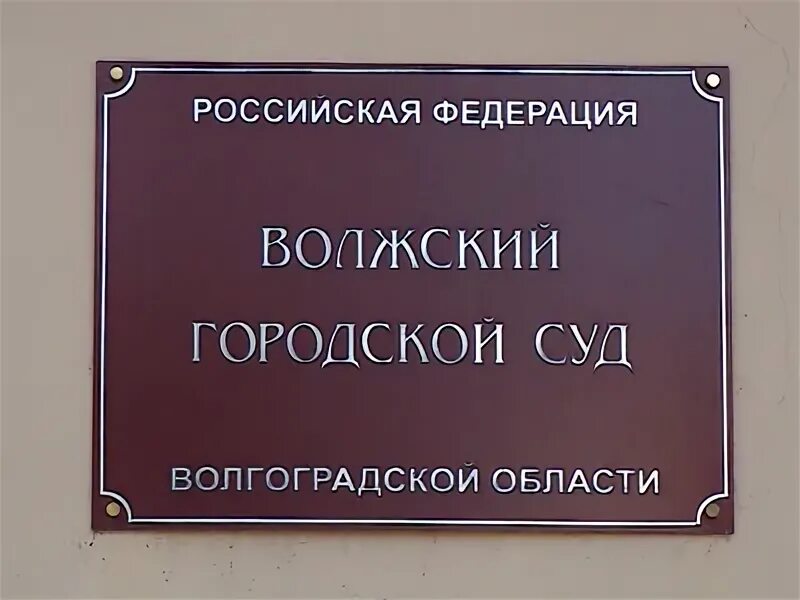 РОССИЙСКАЯ ФЕДЕРАЦИЯ
ВОЛЖСКИЙ
ГОРОДСКОЙ СУД
ВОЛГОГРАДСКОЙ ОБЛАСТИ